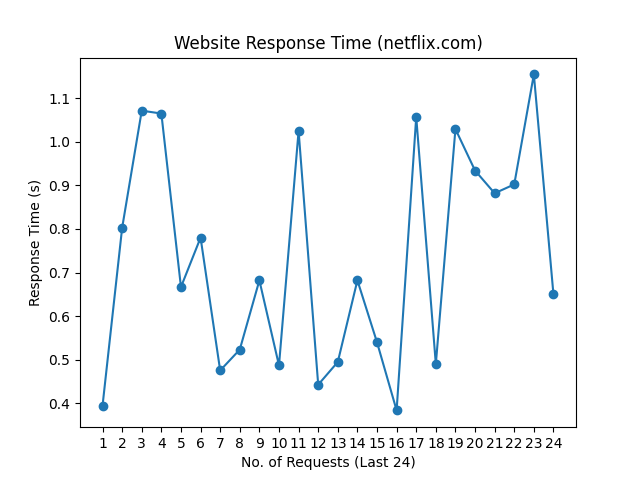 Website Response Time (netflix.com)
Response Time (s)
1.1
1.0
0.9
0.8
0.7
0.6
0.5
0.4
1 2 3 4 5 6 7 8 9 10 11 12 13 14 15 16 17 18 19 20 21 22 23 24
No. of Requests (Last 24)